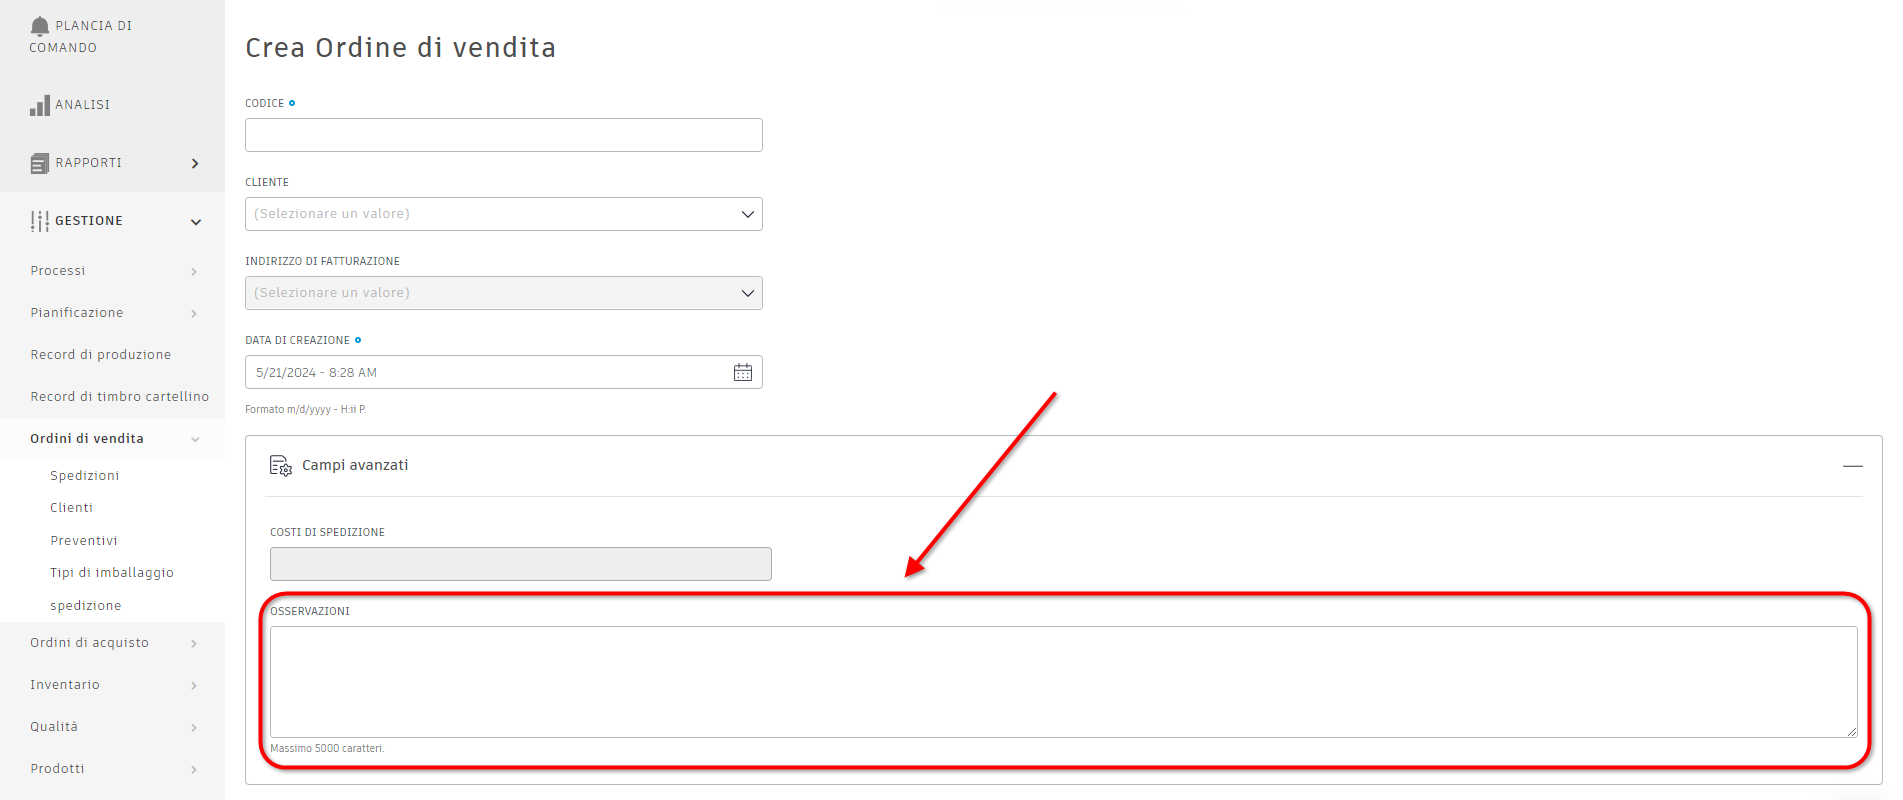 PLANCIA DI
COMANDO
ANALISI
RAPPORTI
GESTIONE
Processi
Pianificazione
Record di produzione
Record di timbro cartellino
Ordini di vendita
Spedizioni
Clienti
Preventivi
Tipi di imballaggio
spedizione
Ordini di acquisto
Inventario
Qualità
Prodotti
Crea Ordine di vendita
CODICE
CLIENTE
(Selezionare un valore)
INDIRIZZO DI FATTURAZIONE
(Selezionare un valore)
DATA DI CREAZIONE
5/21/2024 - 8:28 AM
Formato m/d/yyyy - H:ii P.
Campi avanzati
COSTI DI SPEDIZIONE
OSSERVAZIONI
Massimo 5000 caratteri.